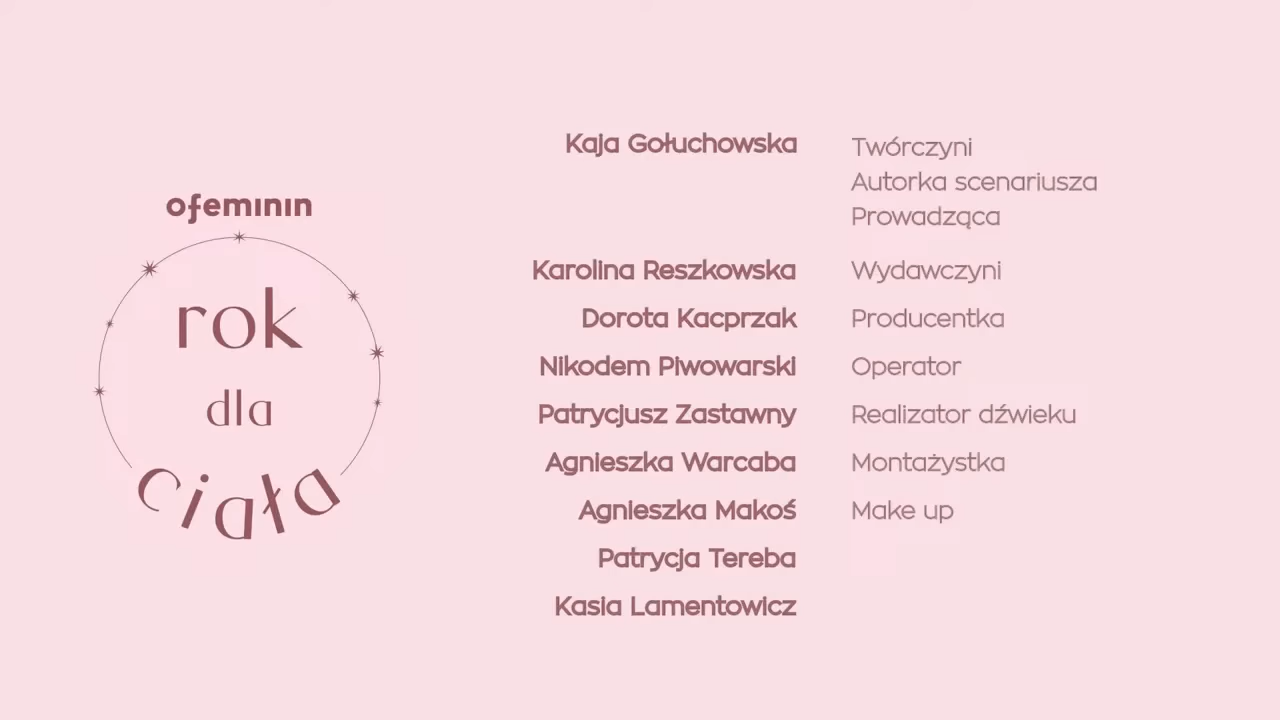 ofeminin
rok
dla
ciała
Kaja Gołuchowska Twórczyni
Autorka scenariusza
Prowadząca
Karolina Reszkowska Wydawczyni
Dorota Kacprzak Producentka
Nikodem Piwowarski Operator
Patrycjusz Zastawny Realizator dźwieku
Agnieszka Warcaba Montażystka
Agnieszka Makoś Make up
Patrycja Tereba
Kasia Lamentowicz